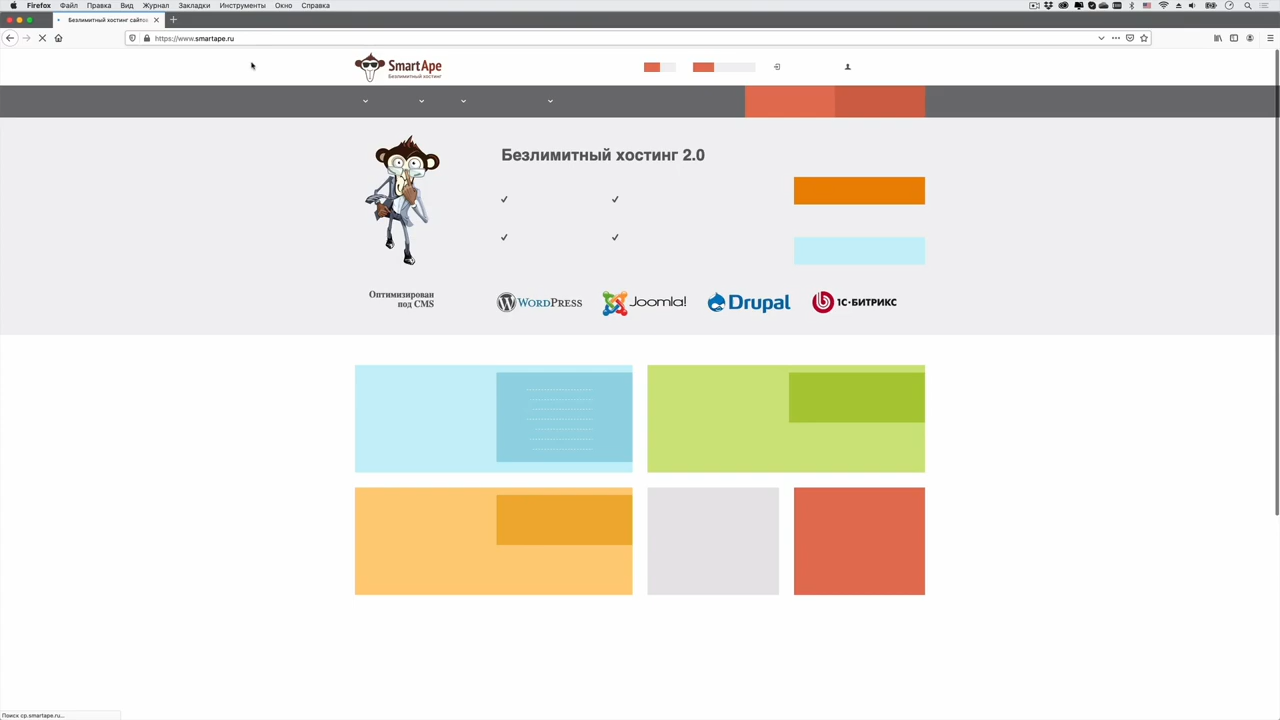 Firefox Файл Правка Вид Журнал Закладки Инструменты Окно Справка
Безлимитный хостинг сайтов
https://www.smartape.ru
SmartApe
Безлимитный хостинг
Безлимитный хостинг 2.0
Оптимизирован
под CMS
WORDPRESS
Joomla!
Drupal
1С·БИТРИКС
Поиск cp.smartape.ru...